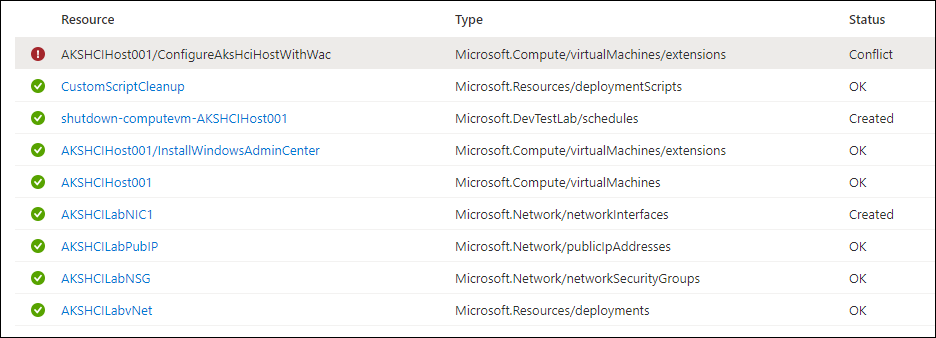 Resource Type Status
AKSHCIHost001/ConfigureAksHciHostWithWac Microsoft.Compute/virtualMachines/extensions Conflict
CustomScriptCleanup Microsoft.Resources/deploymentScripts OK
shutdown-computevm-AKSHCIHost001 Microsoft.DevTestLab/schedules Created
AKSHCIHost001/InstallWindowsAdminCenter Microsoft.Compute/virtualMachines/extensions OK
AKSHCIHost001 Microsoft.Compute/virtualMachines OK
AKSHCILabNIC1 Microsoft.Network/networkInterfaces Created
AKSHCILabPubIP Microsoft.Network/publicIpAddresses OK
AKSHCILabNSG Microsoft.Network/networkSecurityGroups OK
AKSHCILabvNet Microsoft.Resources/deployments OK